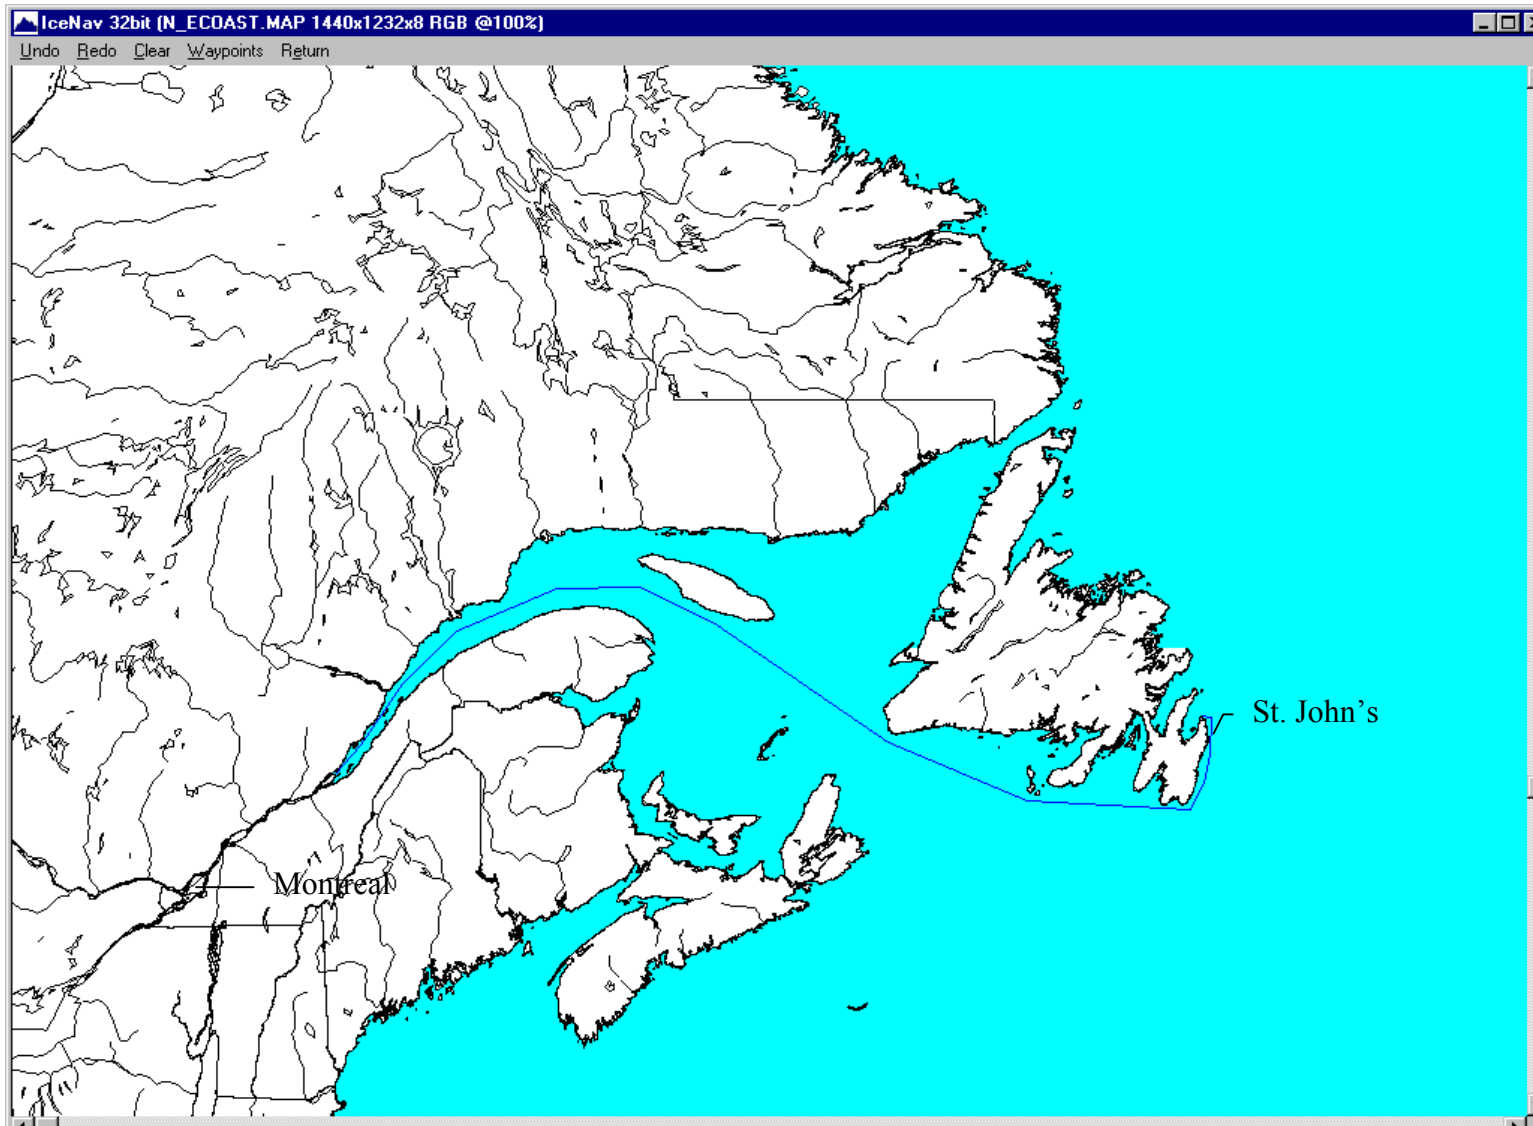 IceNav 32bit (N_ECOAST.MAP 1440x1232x8 RGB @100%)
Undo Redo Clear Waypoints Return
St. John’s
Montreal